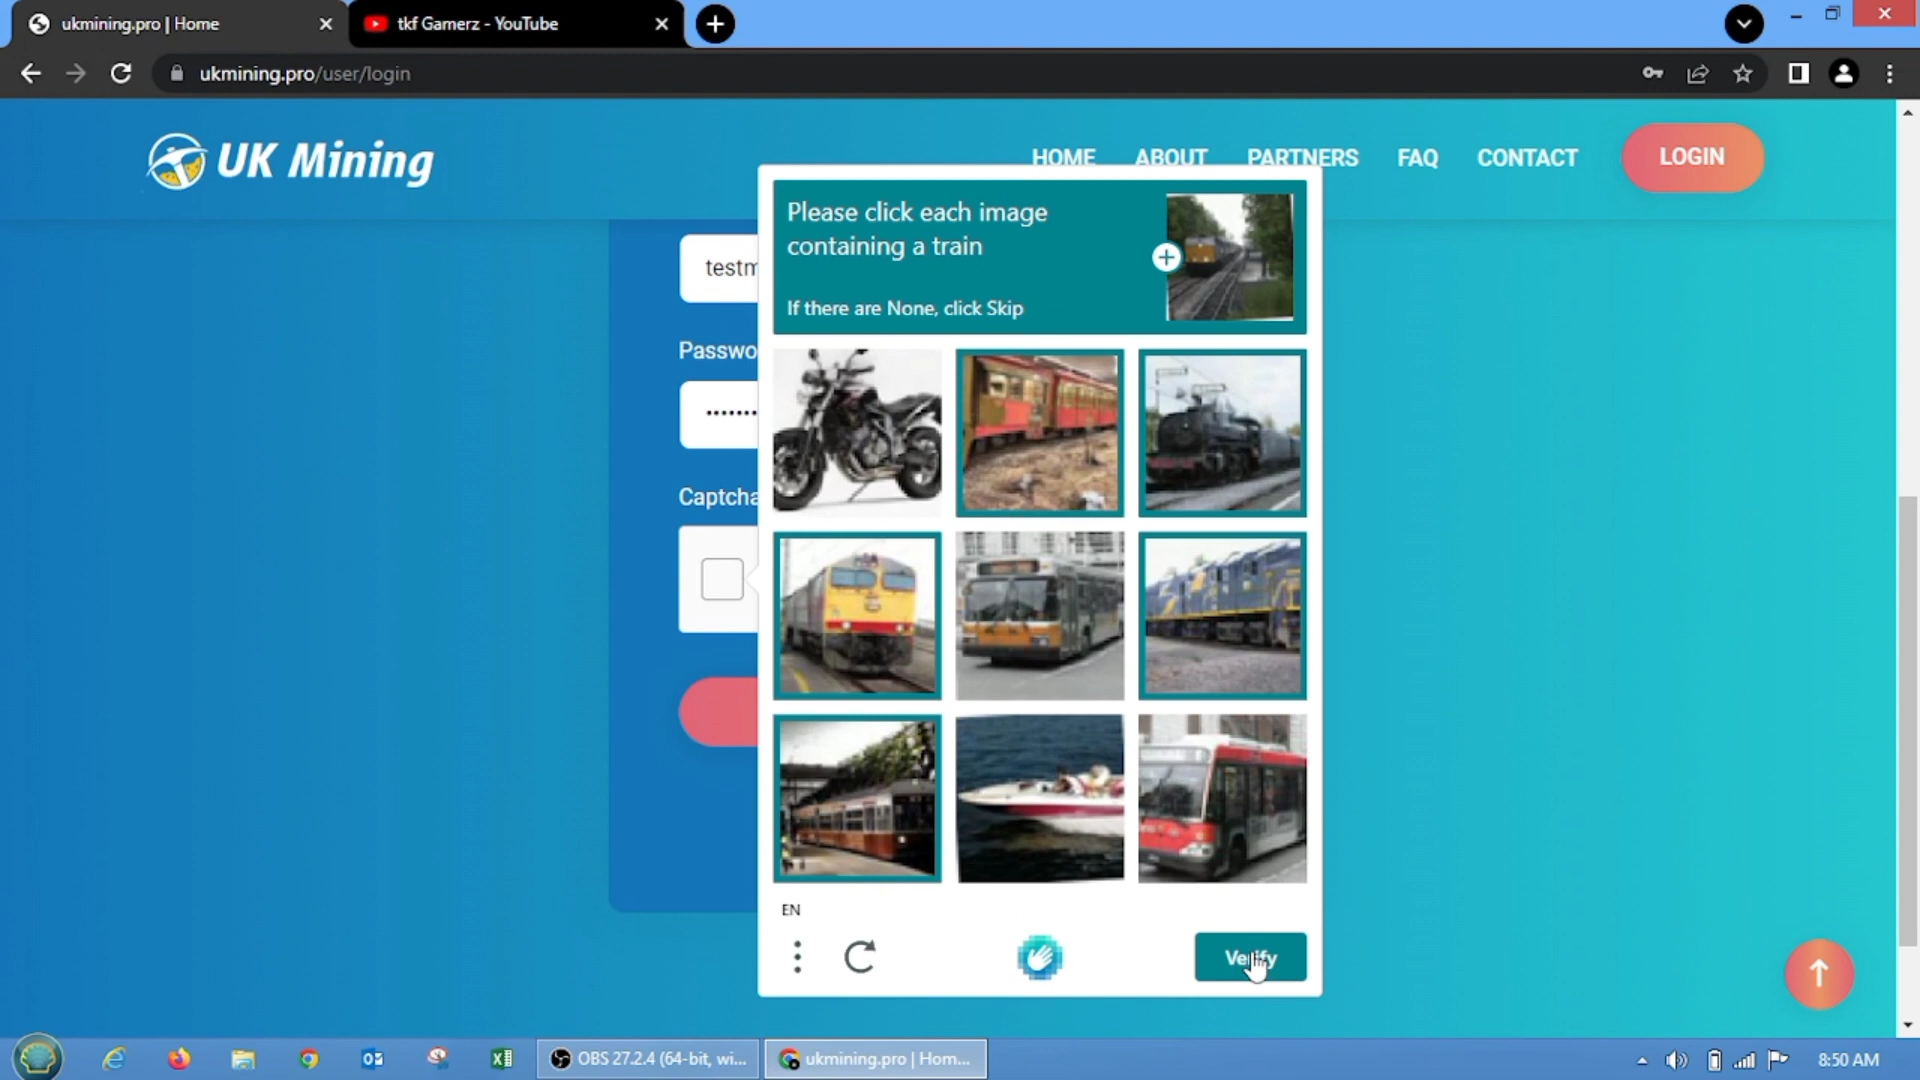 ukmining.pro | Home
tkf Gamerz - YouTube
ukmining.pro/user/login
UK Mining
HOME
ABOUT
PARTNERS
FAQ
CONTACT
LOGIN
Please click each image
containing a train
If there are None, click Skip
testm
Passwo
Captcha
EN
Verify
OBS 27.2.4 (64-bit, wi...
ukmining.pro | Hom...
8:50 AM